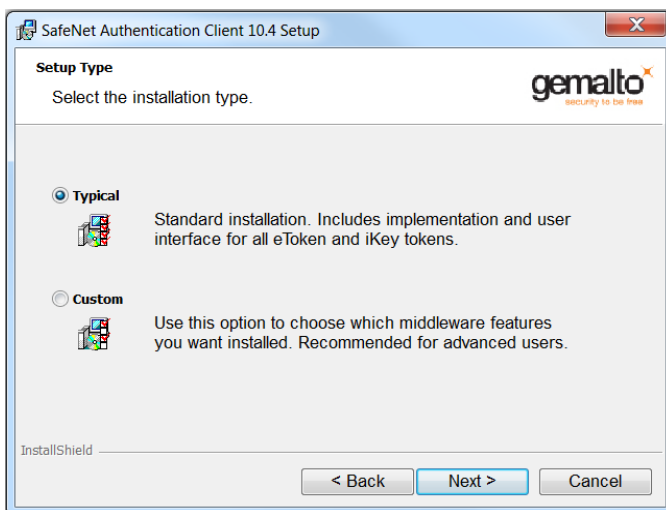 SafeNet Authentication Client 10.4 Setup
X
Setup Type
Select the installation type.
gemalto
security to be free
Typical
Standard installation. Includes implementation and user
interface for all eToken and iKey tokens.
Custom
Use this option to choose which middleware features
you want installed. Recommended for advanced users.
InstallShield
< Back
Next >
Cancel